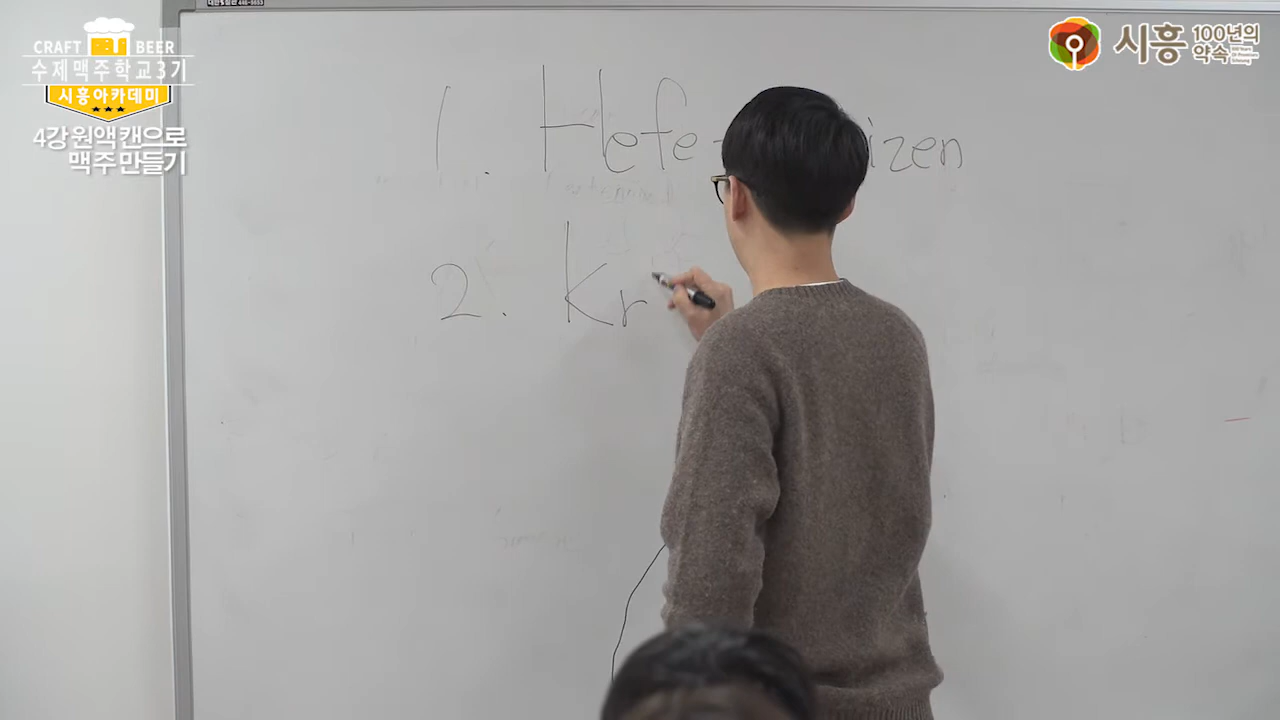 CRAFT BEER
수제맥주학교3기
시흥아카데미
4강 원액 캔으로
맥주 만들기
시흥 100년의
약속
1. Hefe - izen
2. Kr